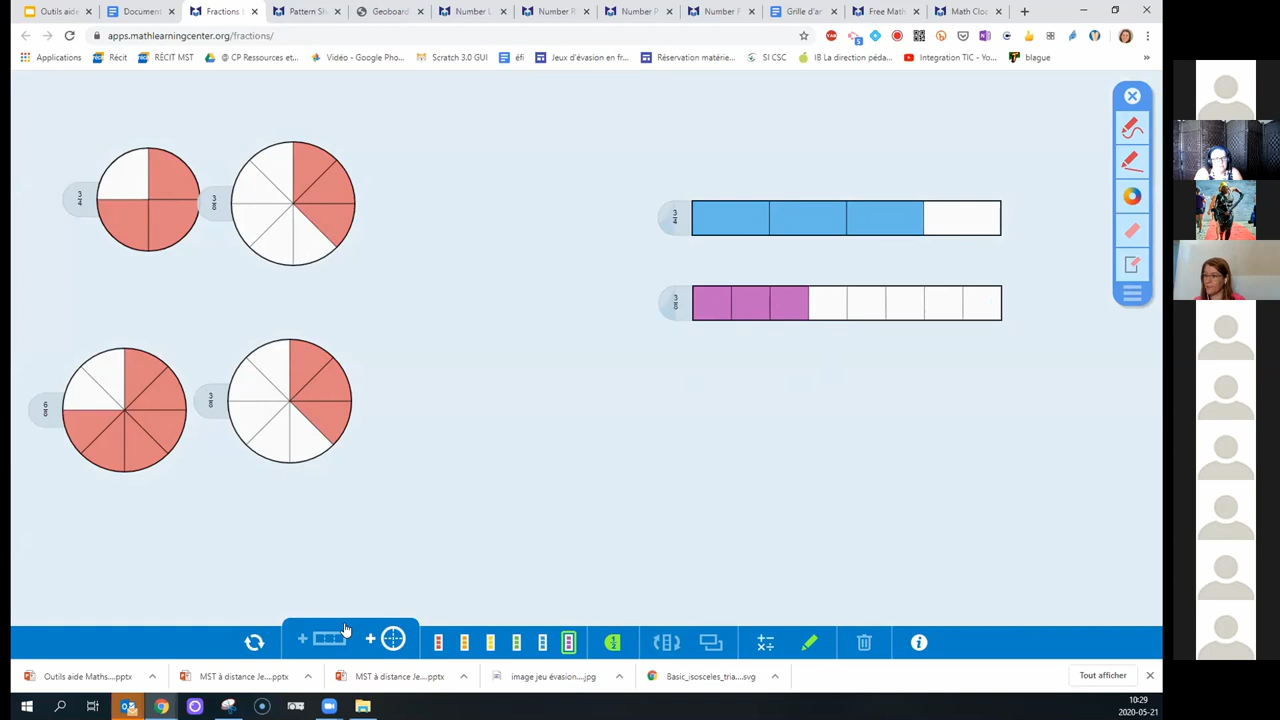 Outils aide Document Fractions Pattern Sh Geoboard Number L Number R Number P Number F Grille d'ar Free Math Math Cloc
apps.mathlearningcenter.org/fractions/
Applications Récit RÉCIT MST @ CP Ressources et... Vidéo - Google Pho... Scratch 3.0 GUI éfi Jeux d'évasion en fr... Réservation matérie... SI CSC IB La direction péda... Integration TIC - Yo... blague »
3 4
3 8
3 4
3 8
6 8
3 8
1 2
Outils aide Maths....pptx MST à distance Je....pptx MST à distance Je....pptx image jeu évasion....jpg Basic_isosceles_tria....svg Tout afficher
10:29
2020-05-21